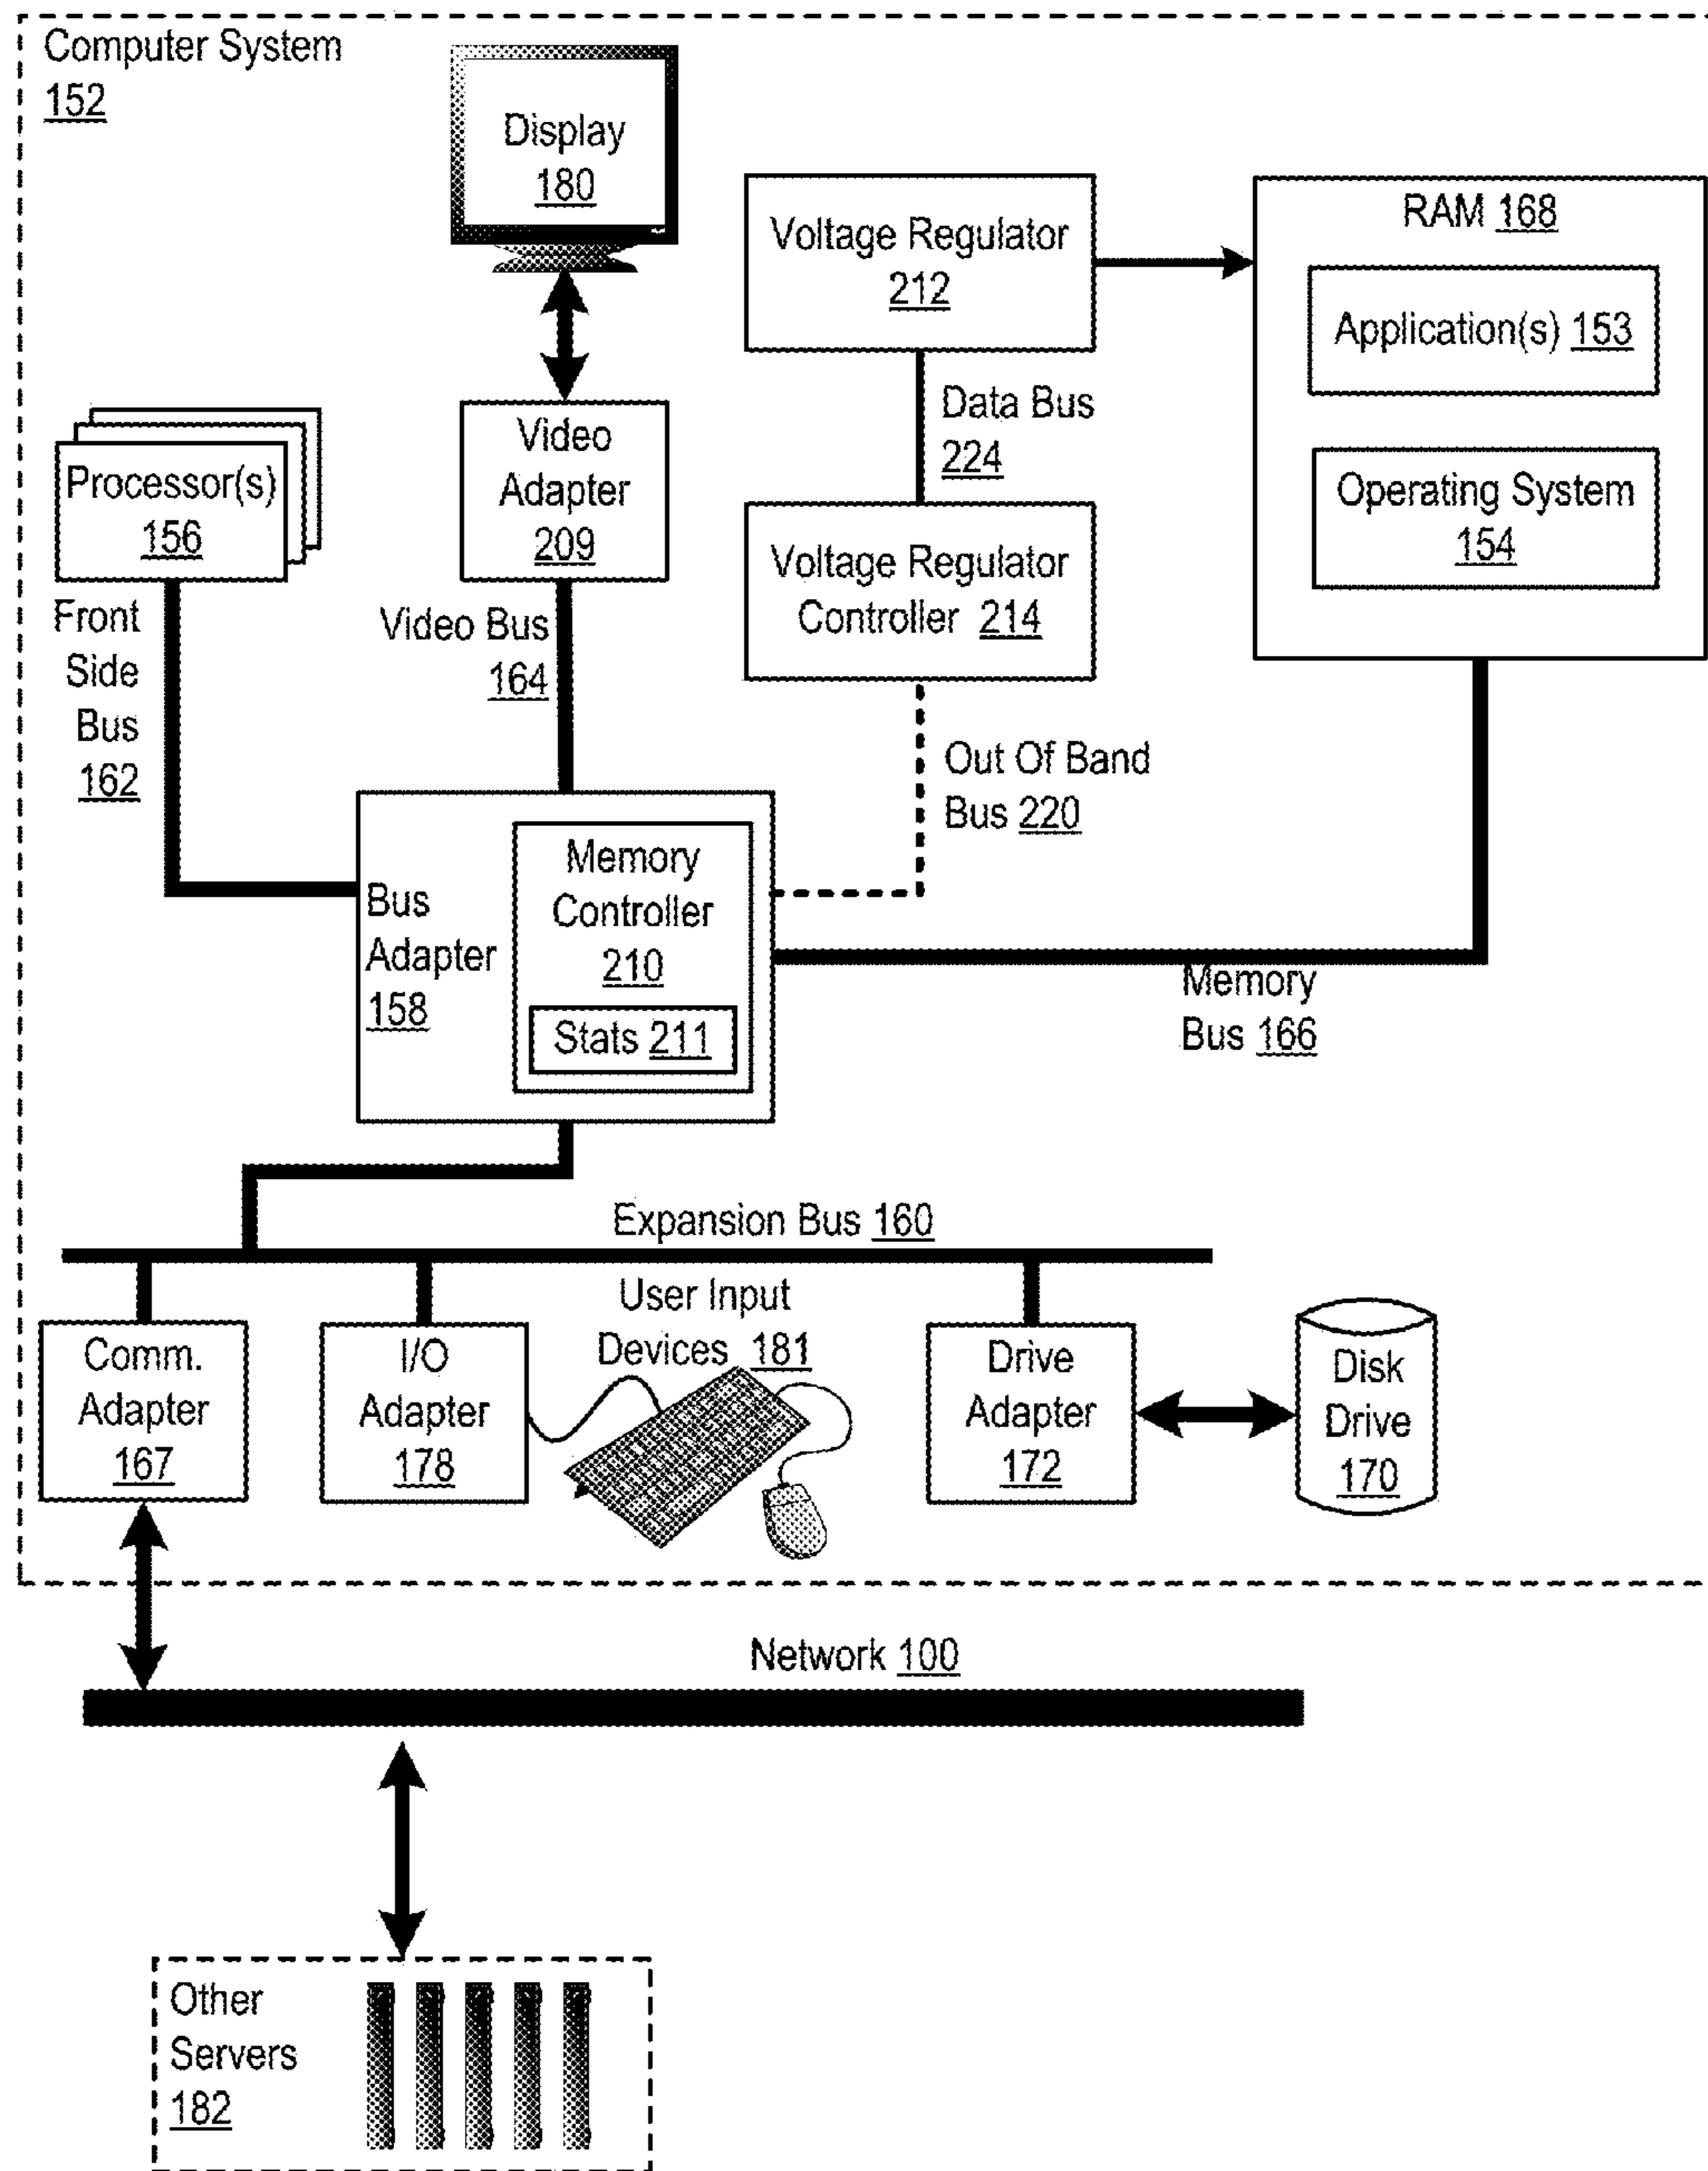 Computer System
152
Display
180
Voltage Regulator
212
RAM 168
Application(s) 153
Operating System
154
Data Bus
224
Voltage Regulator
Controller 214
Video
Adapter
209
Processor(s)
156
Front
Side
Bus
162
Video Bus
164
Out Of Band
Bus 220
Bus
Adapter
158
Memory
Controller
210
Stats 211
Memory
Bus 166
Expansion Bus 160
Comm.
Adapter
167
I/O
Adapter
178
User Input
Devices 181
Drive
Adapter
172
Disk
Drive
170
Network 100
Other
Servers
182